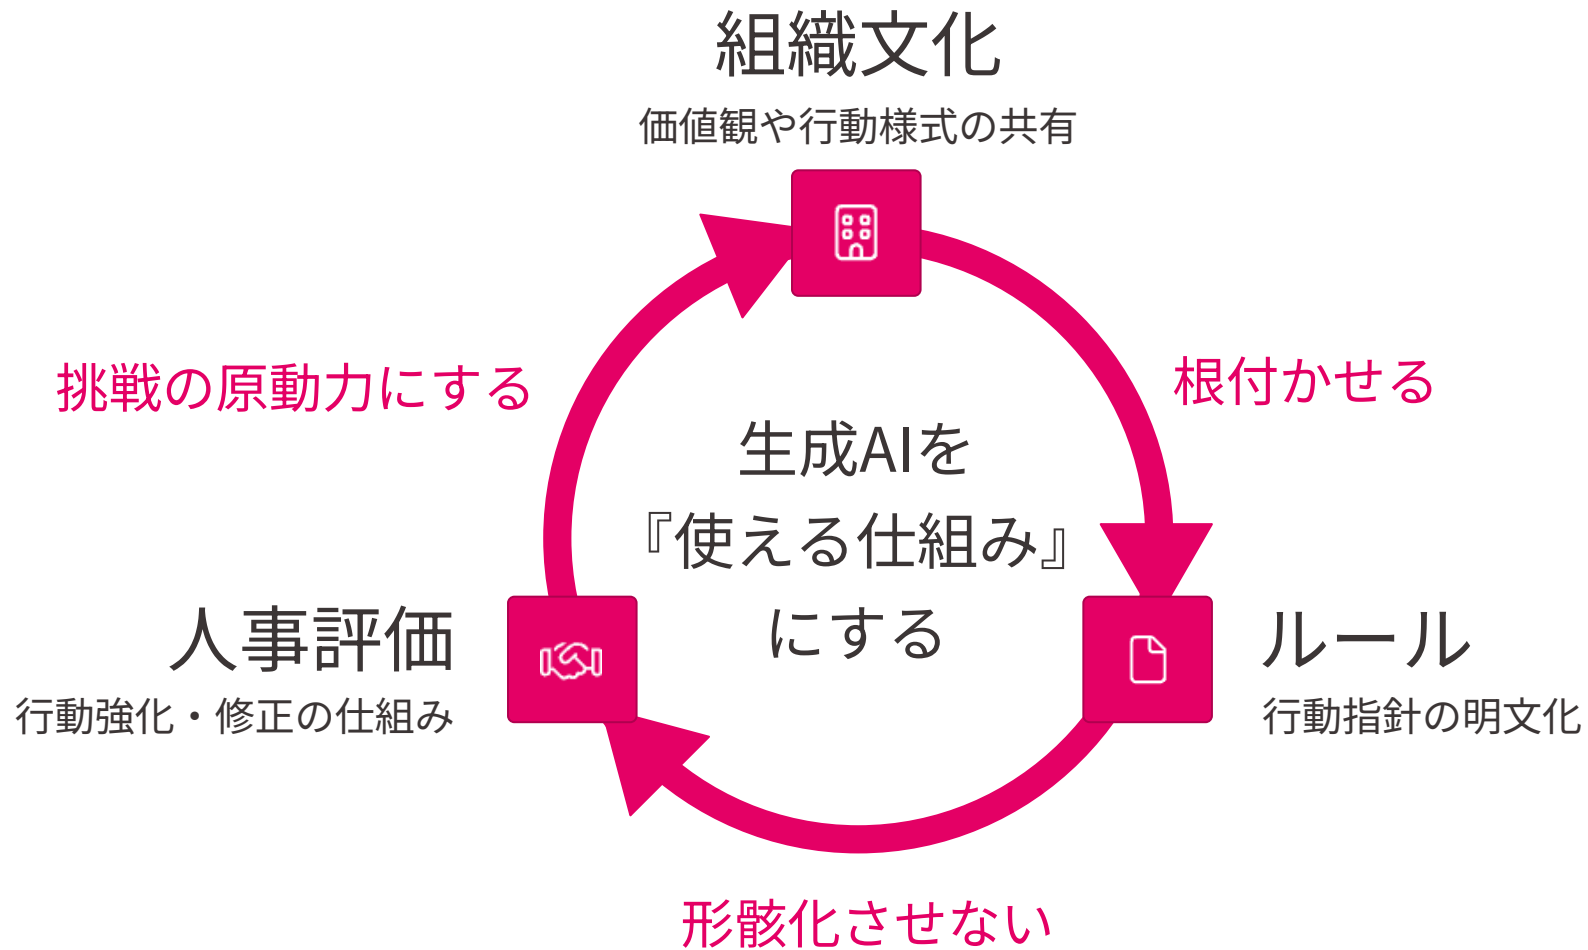 組織文化
価値観や行動様式の共有
挑戦の原動力にする
根付かせる
生成AIを
『使える仕組み』
にする
人事評価
行動強化・修正の仕組み
ルール
行動指針の明文化
形骸化させない